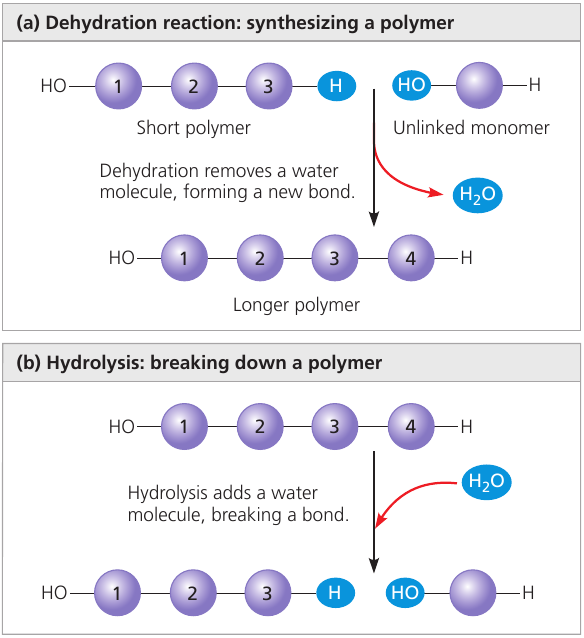 (a) Dehydration reaction: synthesizing a polymer
HO 1 2 3 H HO H
Short polymer Unlinked monomer
Dehydration removes a water
molecule, forming a new bond.
H₂O
HO 1 2 3 4 H
Longer polymer
(b) Hydrolysis: breaking down a polymer
HO 1 2 3 4 H
H₂O
Hydrolysis adds a water
molecule, breaking a bond.
HO 1 2 3 H HO H